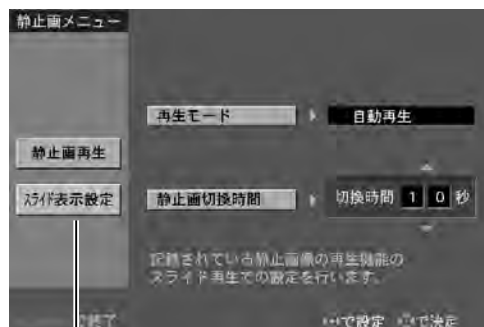 静止画メニュー
再生モード
自動再生
静止画再生
スライド表示設定
静止画切換時間
切換時間 1 0 秒
記録されている静止画像の再生機能の
スライド再生での設定を行います。
で終了
で設定
で決定